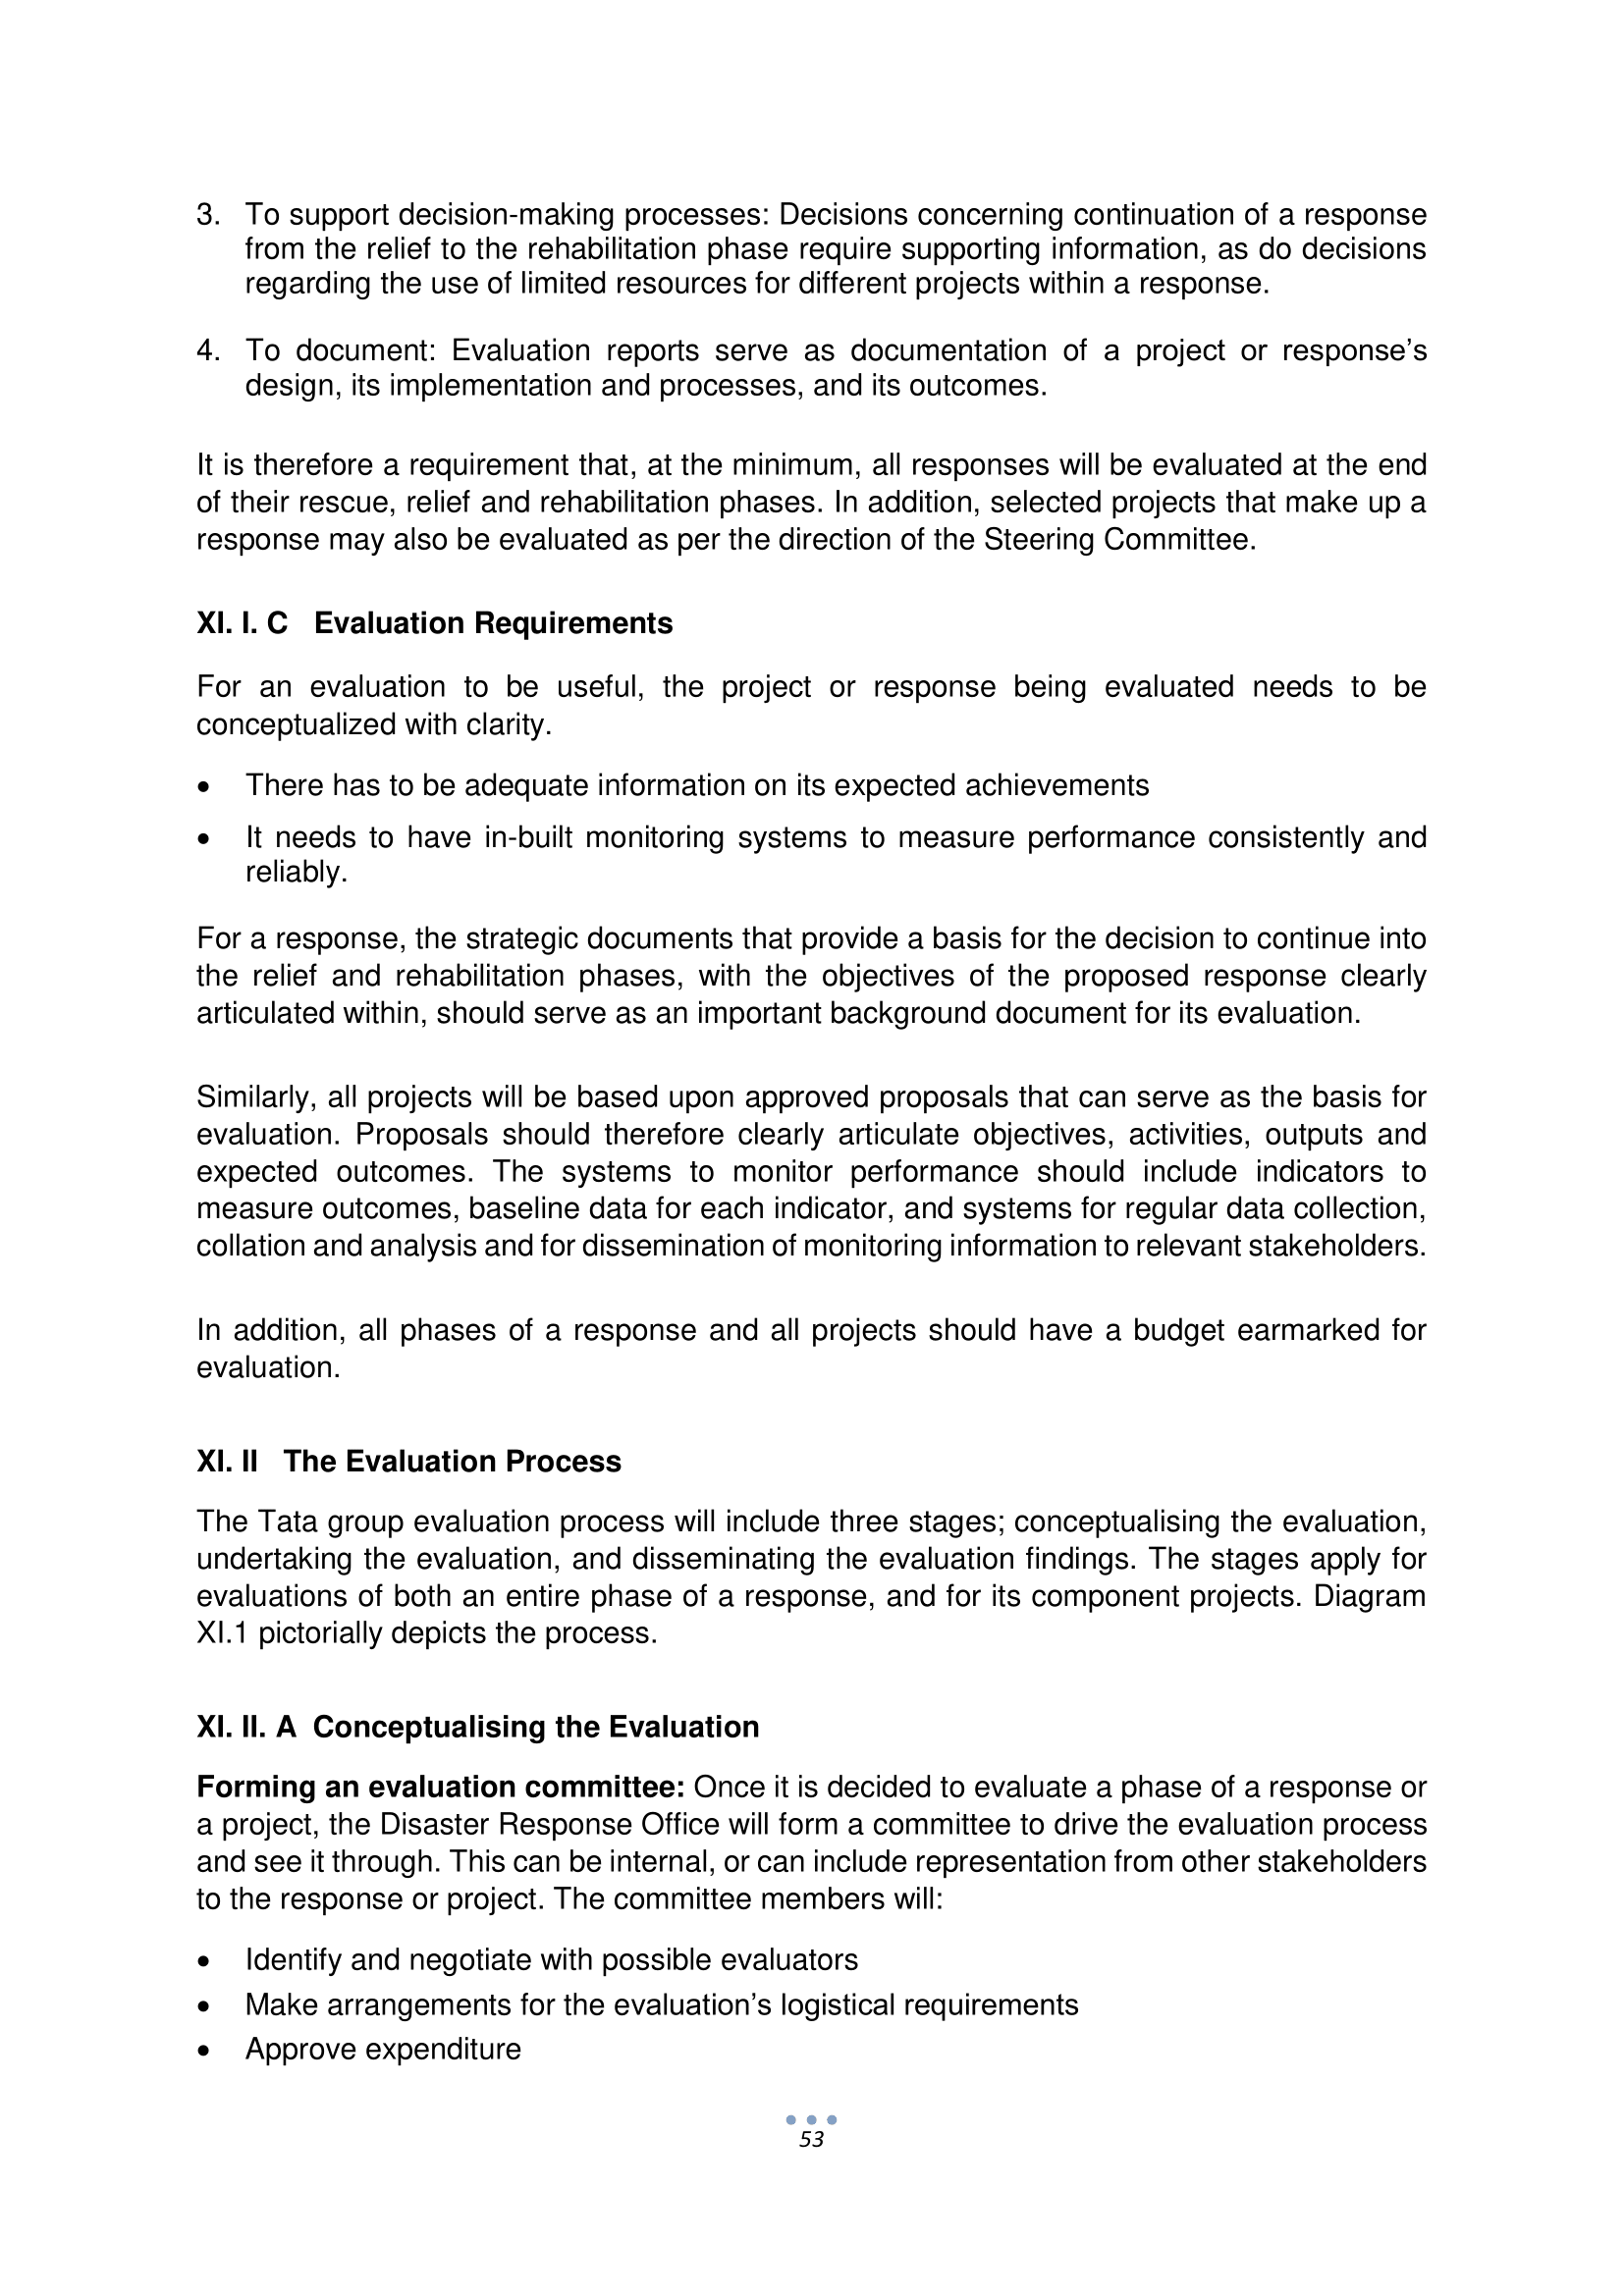 3. To support decision-making processes: Decisions concerning continuation of a response
from the relief to the rehabilitation phase require supporting information, as do decisions
regarding the use of limited resources for different projects within a response.
4. To document: Evaluation reports serve as documentation of a project or response’s
design, its implementation and processes, and its outcomes.
It is therefore a requirement that, at the minimum, all responses will be evaluated at the end
of their rescue, relief and rehabilitation phases. In addition, selected projects that make up a
response may also be evaluated as per the direction of the Steering Committee.
XI. I. C Evaluation Requirements
For an evaluation to be useful, the project or response being evaluated needs to be
conceptualized with clarity.
• There has to be adequate information on its expected achievements
• It needs to have in-built monitoring systems to measure performance consistently and
reliably.
For a response, the strategic documents that provide a basis for the decision to continue into
the relief and rehabilitation phases, with the objectives of the proposed response clearly
articulated within, should serve as an important background document for its evaluation.
Similarly, all projects will be based upon approved proposals that can serve as the basis for
evaluation. Proposals should therefore clearly articulate objectives, activities, outputs and
expected outcomes. The systems to monitor performance should include indicators to
measure outcomes, baseline data for each indicator, and systems for regular data collection,
collation and analysis and for dissemination of monitoring information to relevant stakeholders.
In addition, all phases of a response and all projects should have a budget earmarked for
evaluation.
XI. II The Evaluation Process
The Tata group evaluation process will include three stages; conceptualising the evaluation,
undertaking the evaluation, and disseminating the evaluation findings. The stages apply for
evaluations of both an entire phase of a response, and for its component projects. Diagram
XI.1 pictorially depicts the process.
XI. II. A Conceptualising the Evaluation
Forming an evaluation committee: Once it is decided to evaluate a phase of a response or
a project, the Disaster Response Office will form a committee to drive the evaluation process
and see it through. This can be internal, or can include representation from other stakeholders
to the response or project. The committee members will:
• Identify and negotiate with possible evaluators
• Make arrangements for the evaluation’s logistical requirements
• Approve expenditure
53